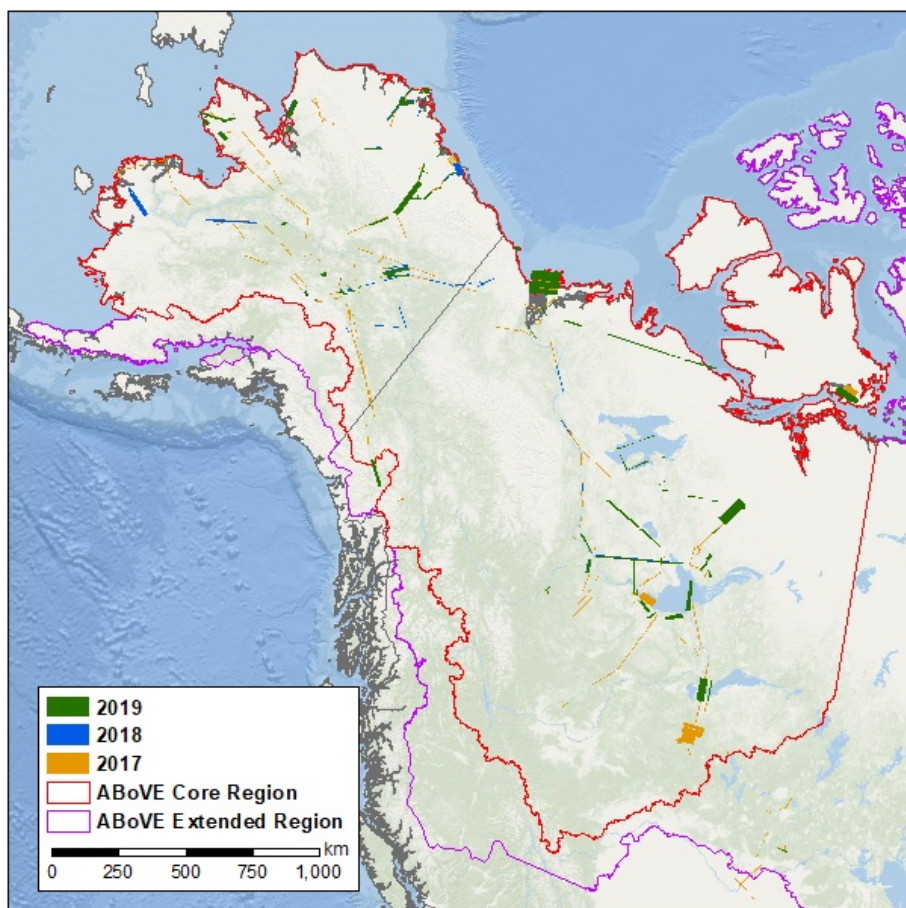 2019
2018
2017
ABoVE Core Region
ABoVE Extended Region
km
0 250 500 750 1,000